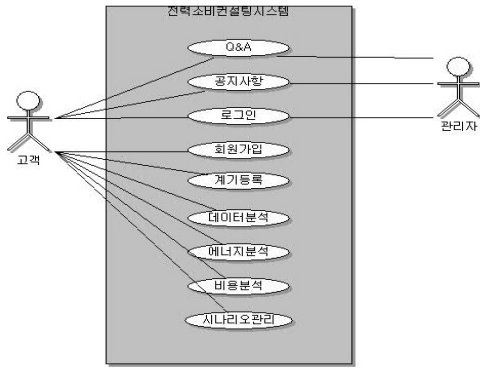 전력소비컨설팅시스템
Q&A
공지사항
로그인
회원가입
계기등록
데이터분석
에너지분석
비용분석
시나리오관리
고객
관리자